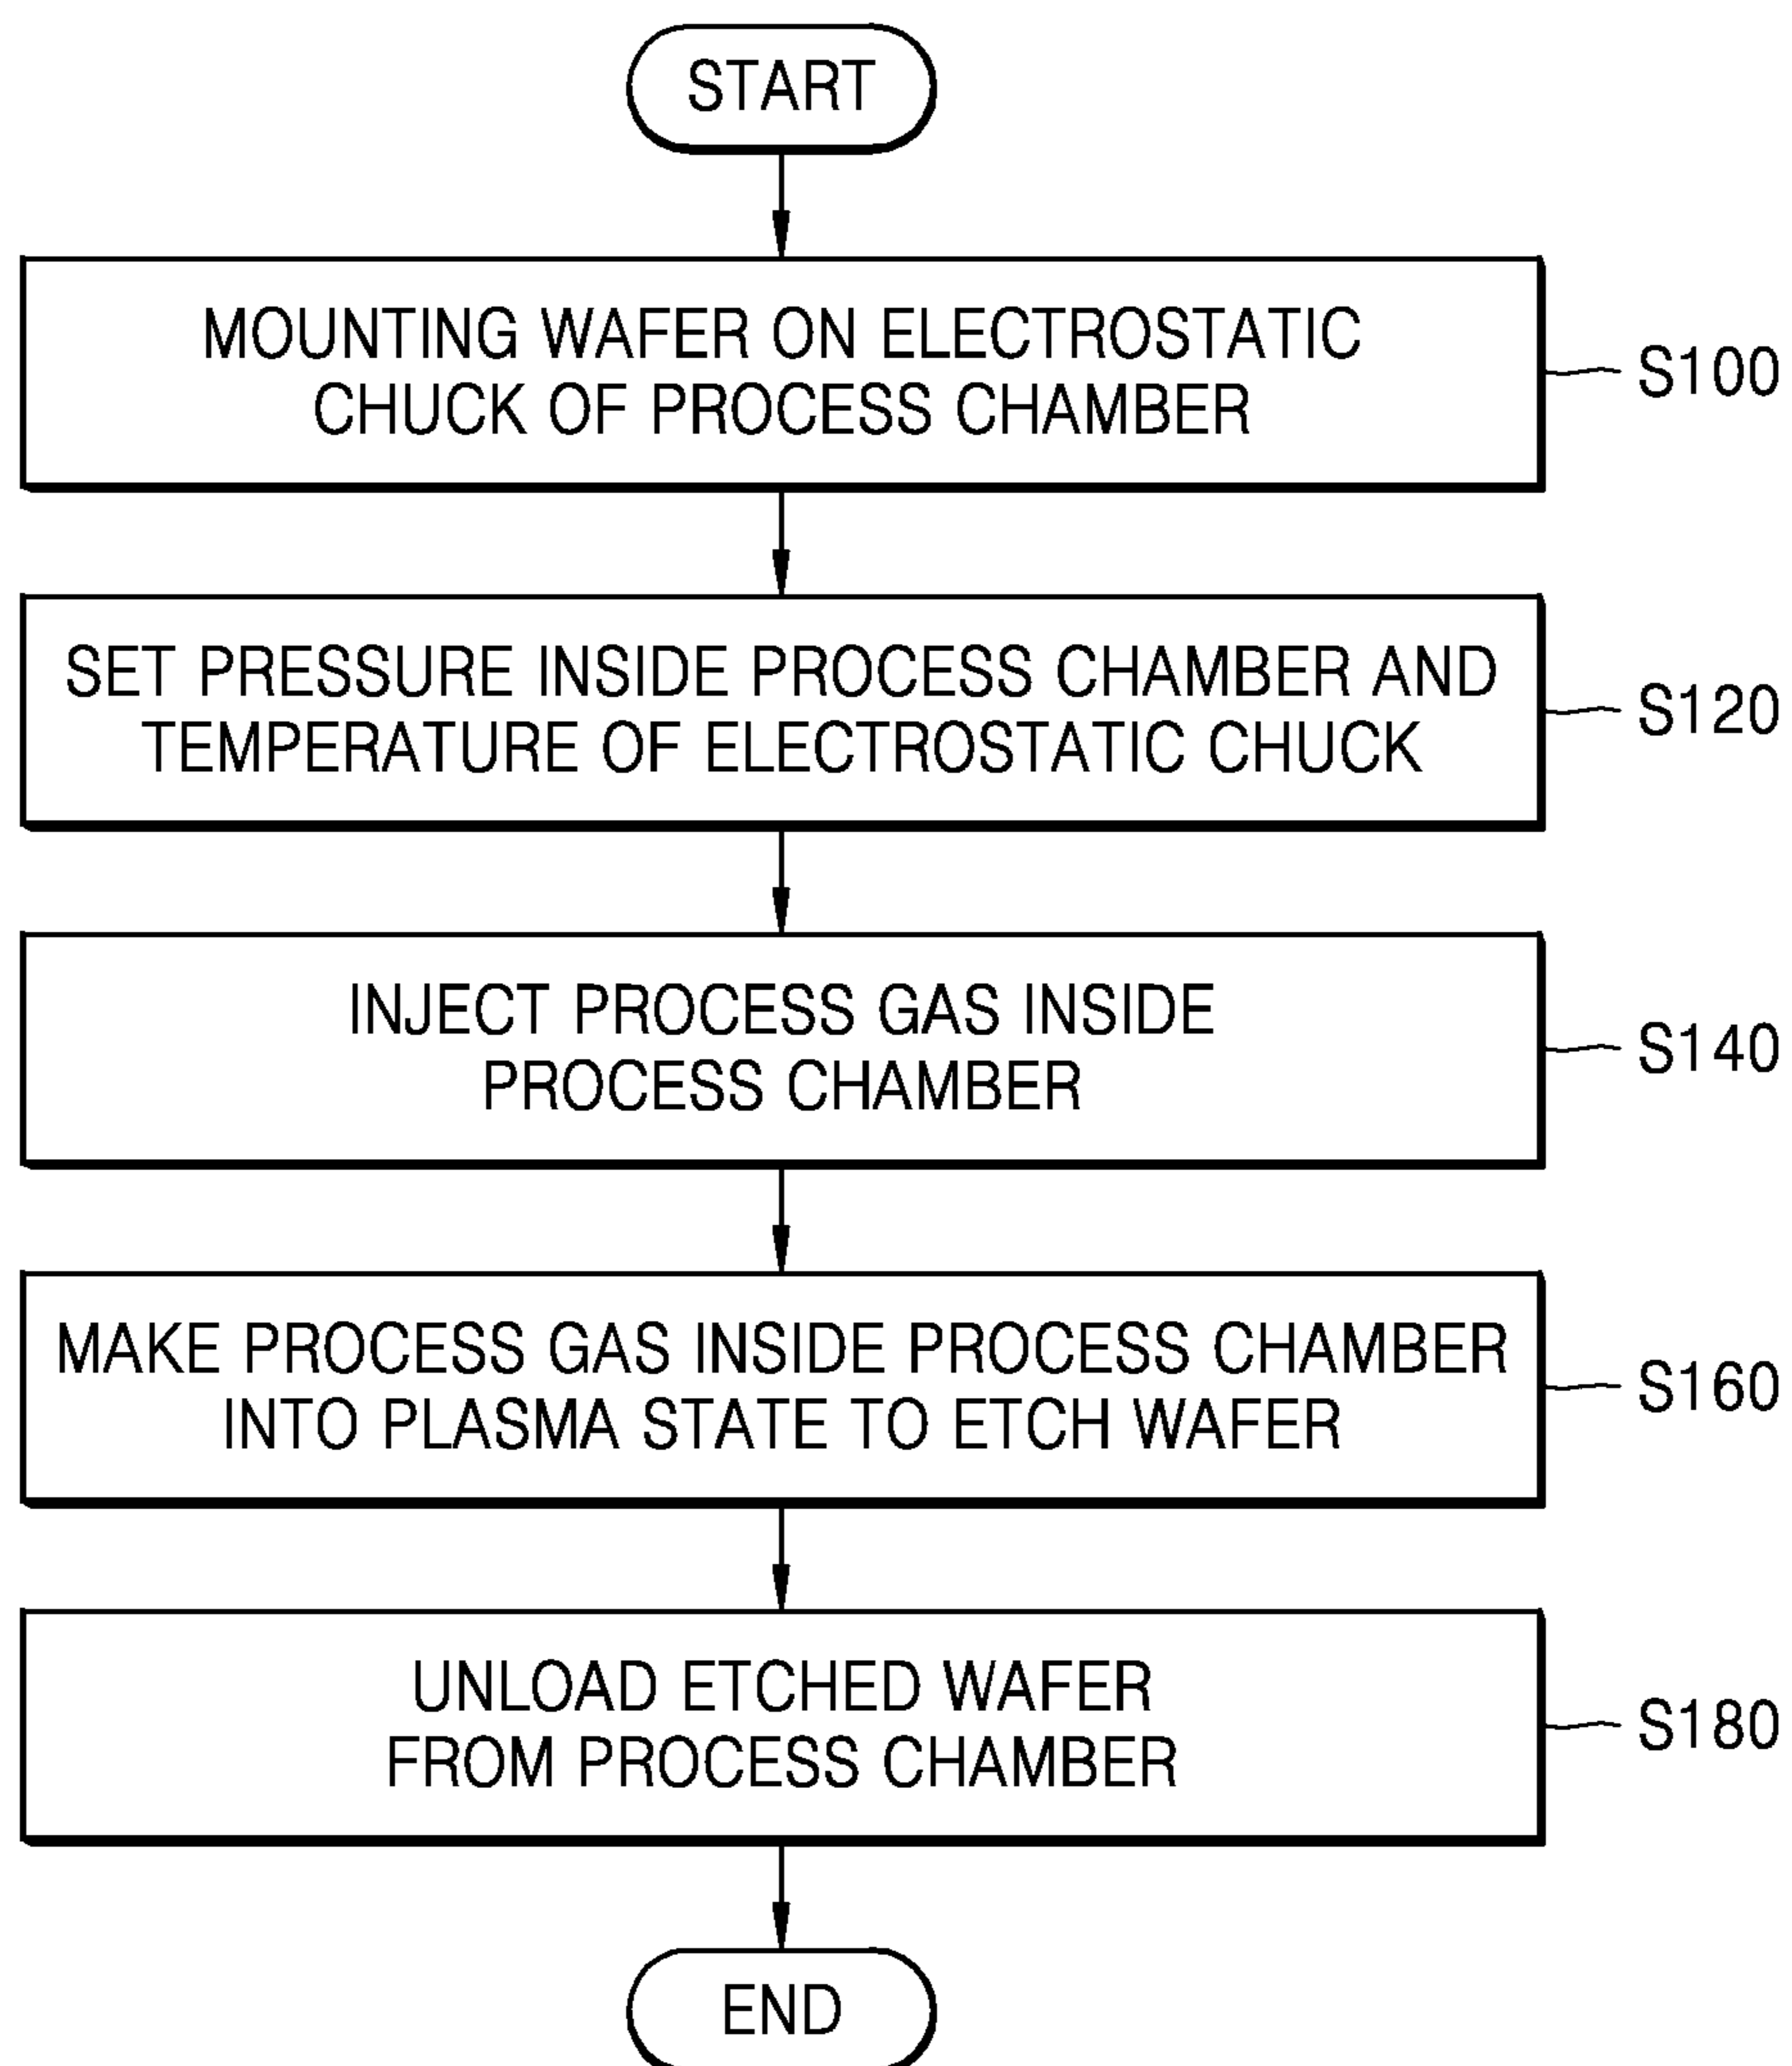 START
MOUNTING WAFER ON ELECTROSTATIC
CHUCK OF PROCESS CHAMBER
S100
SET PRESSURE INSIDE PROCESS CHAMBER AND
TEMPERATURE OF ELECTROSTATIC CHUCK
S120
INJECT PROCESS GAS INSIDE
PROCESS CHAMBER
S140
MAKE PROCESS GAS INSIDE PROCESS CHAMBER
INTO PLASMA STATE TO ETCH WAFER
S160
UNLOAD ETCHED WAFER
FROM PROCESS CHAMBER
S180
END